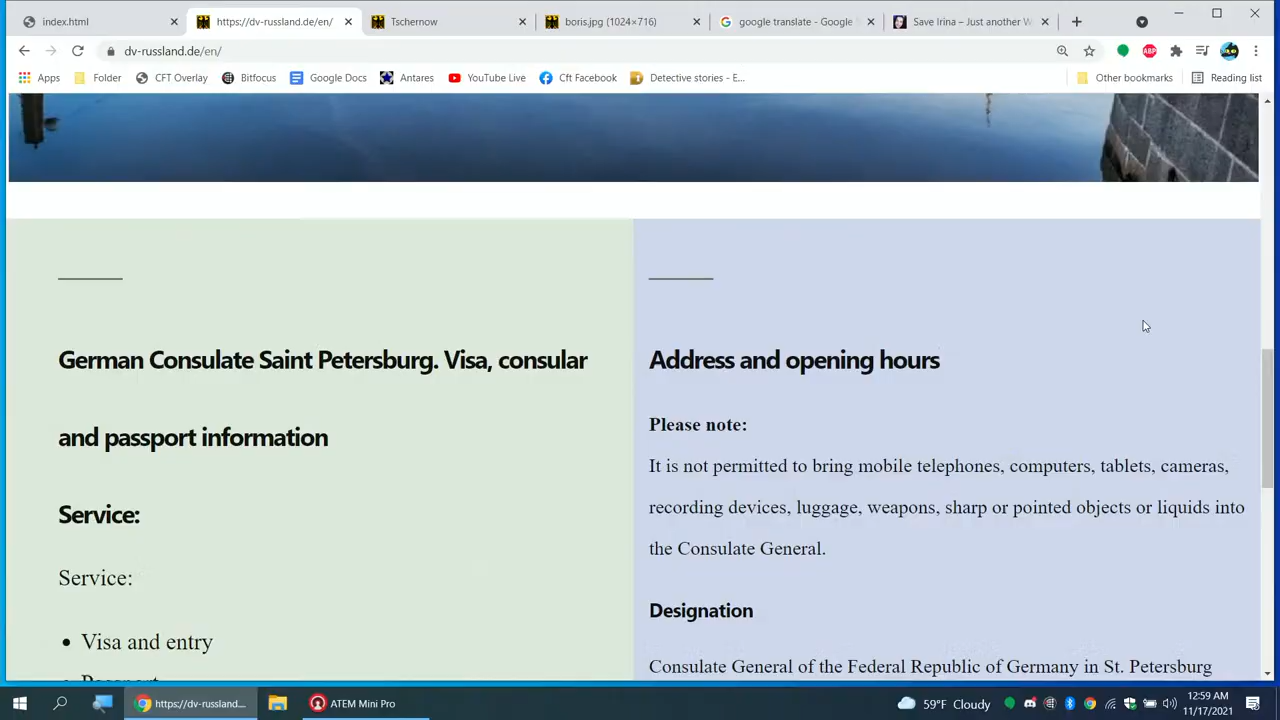 index.html
https://dv-russland.de/en/
Tschernow
boris.jpg (1024×716)
google translate - Google
Save Irina – Just another W
dv-russland.de/en/
ABP
Apps
Folder
CFT Overlay
Bitfocus
Google Docs
Antares
YouTube Live
Cft Facebook
Detective stories - E...
Other bookmarks
Reading list
German Consulate Saint Petersburg. Visa, consular
and passport information
Service:
Service:
• Visa and entry
• Passport
Address and opening hours
Please note:
It is not permitted to bring mobile telephones, computers, tablets, cameras,
recording devices, luggage, weapons, sharp or pointed objects or liquids into
the Consulate General.
Designation
Consulate General of the Federal Republic of Germany in St. Petersburg
https://dv-russland...
ATEM Mini Pro
59°F Cloudy
12:59 AM
11/17/2021